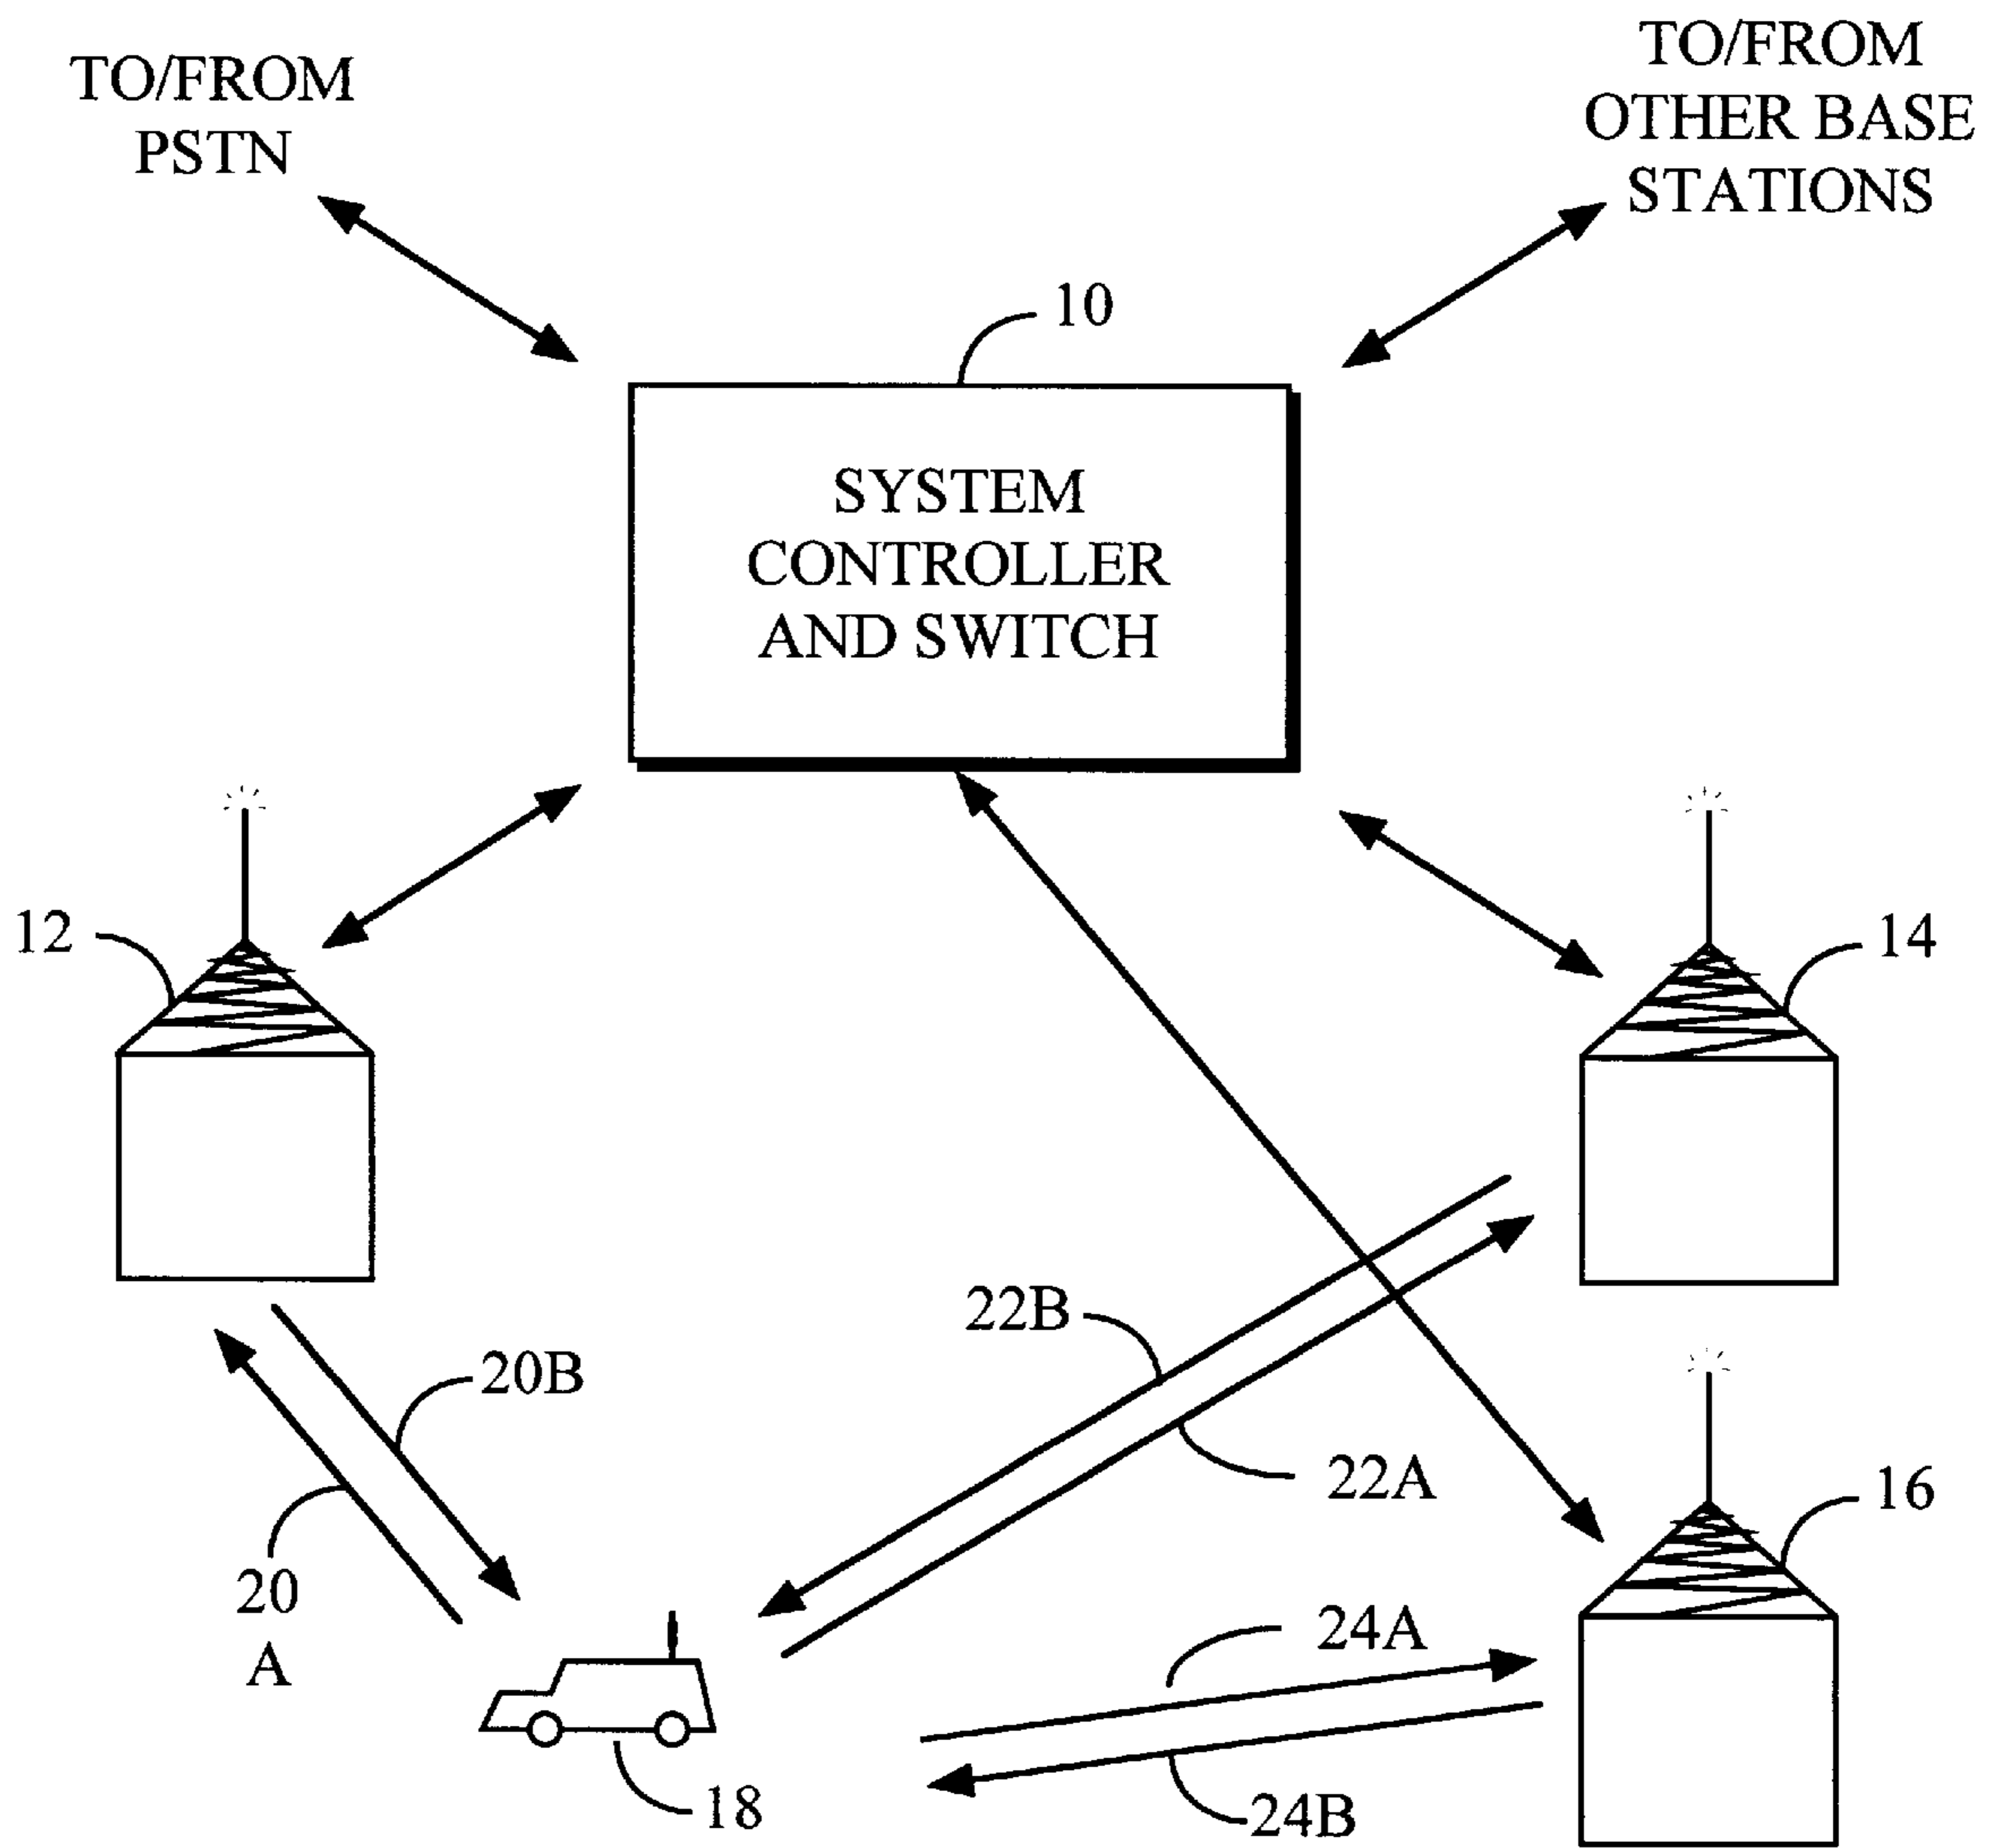 TO/FROM
PSTN
TO/FROM
OTHER BASE
STATIONS
10
SYSTEM
CONTROLLER
AND SWITCH
12
14
22B
20B
22A
16
20
A
24A
18
24B